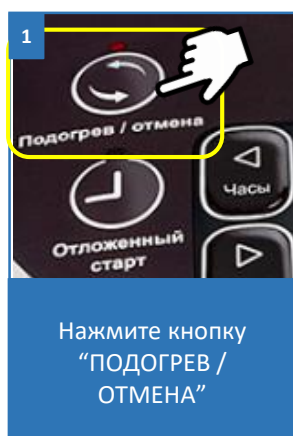 1
Подогрев / отмена
Часы
Отложенный
старт
Нажмите кнопку
“ПОДОГРЕВ /
ОТМЕНА”